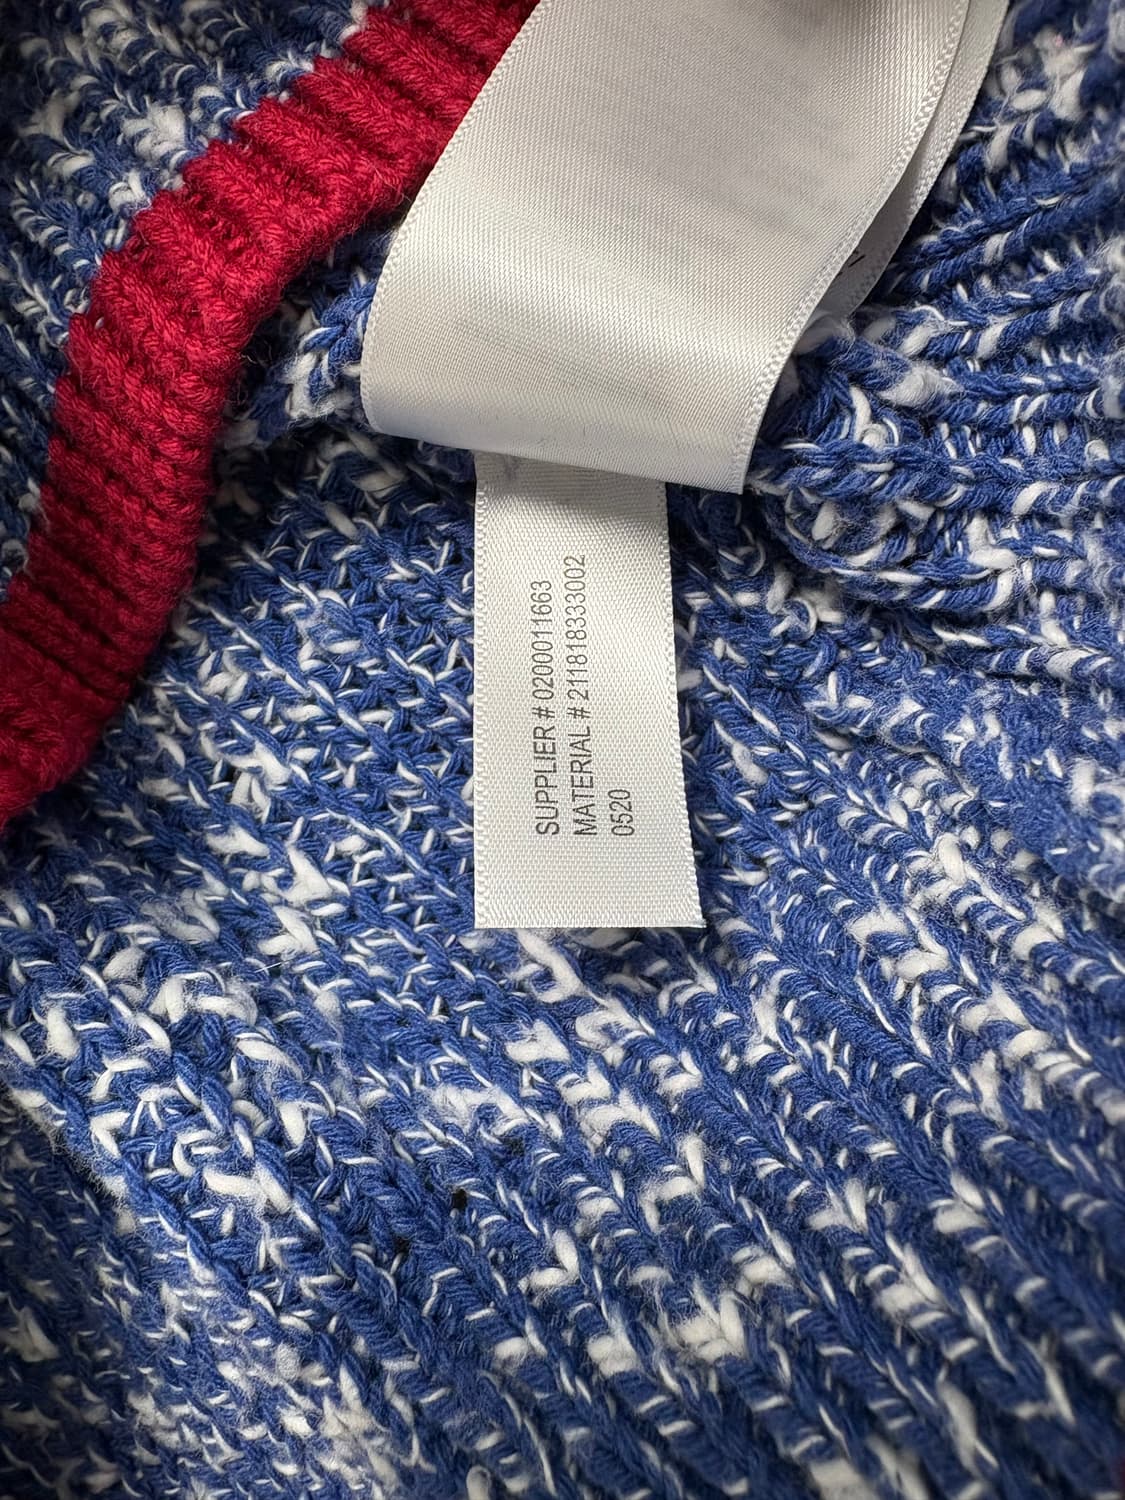 SUPPLIER # 0200011663
MATERIAL # 211818333002
0520